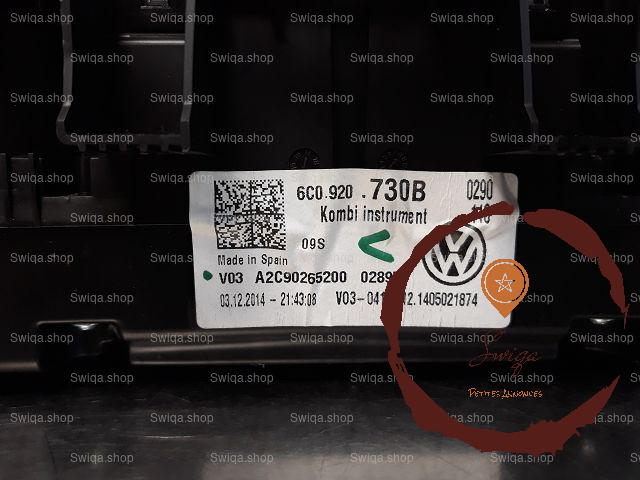 6C0.920.730B 0290
Kombi instrument
09S
Made in Spain
V03 A2C90265200
03.12.2014 - 21:43:08
Swiqa
PETITES ANNONCES
Swiqa.shop